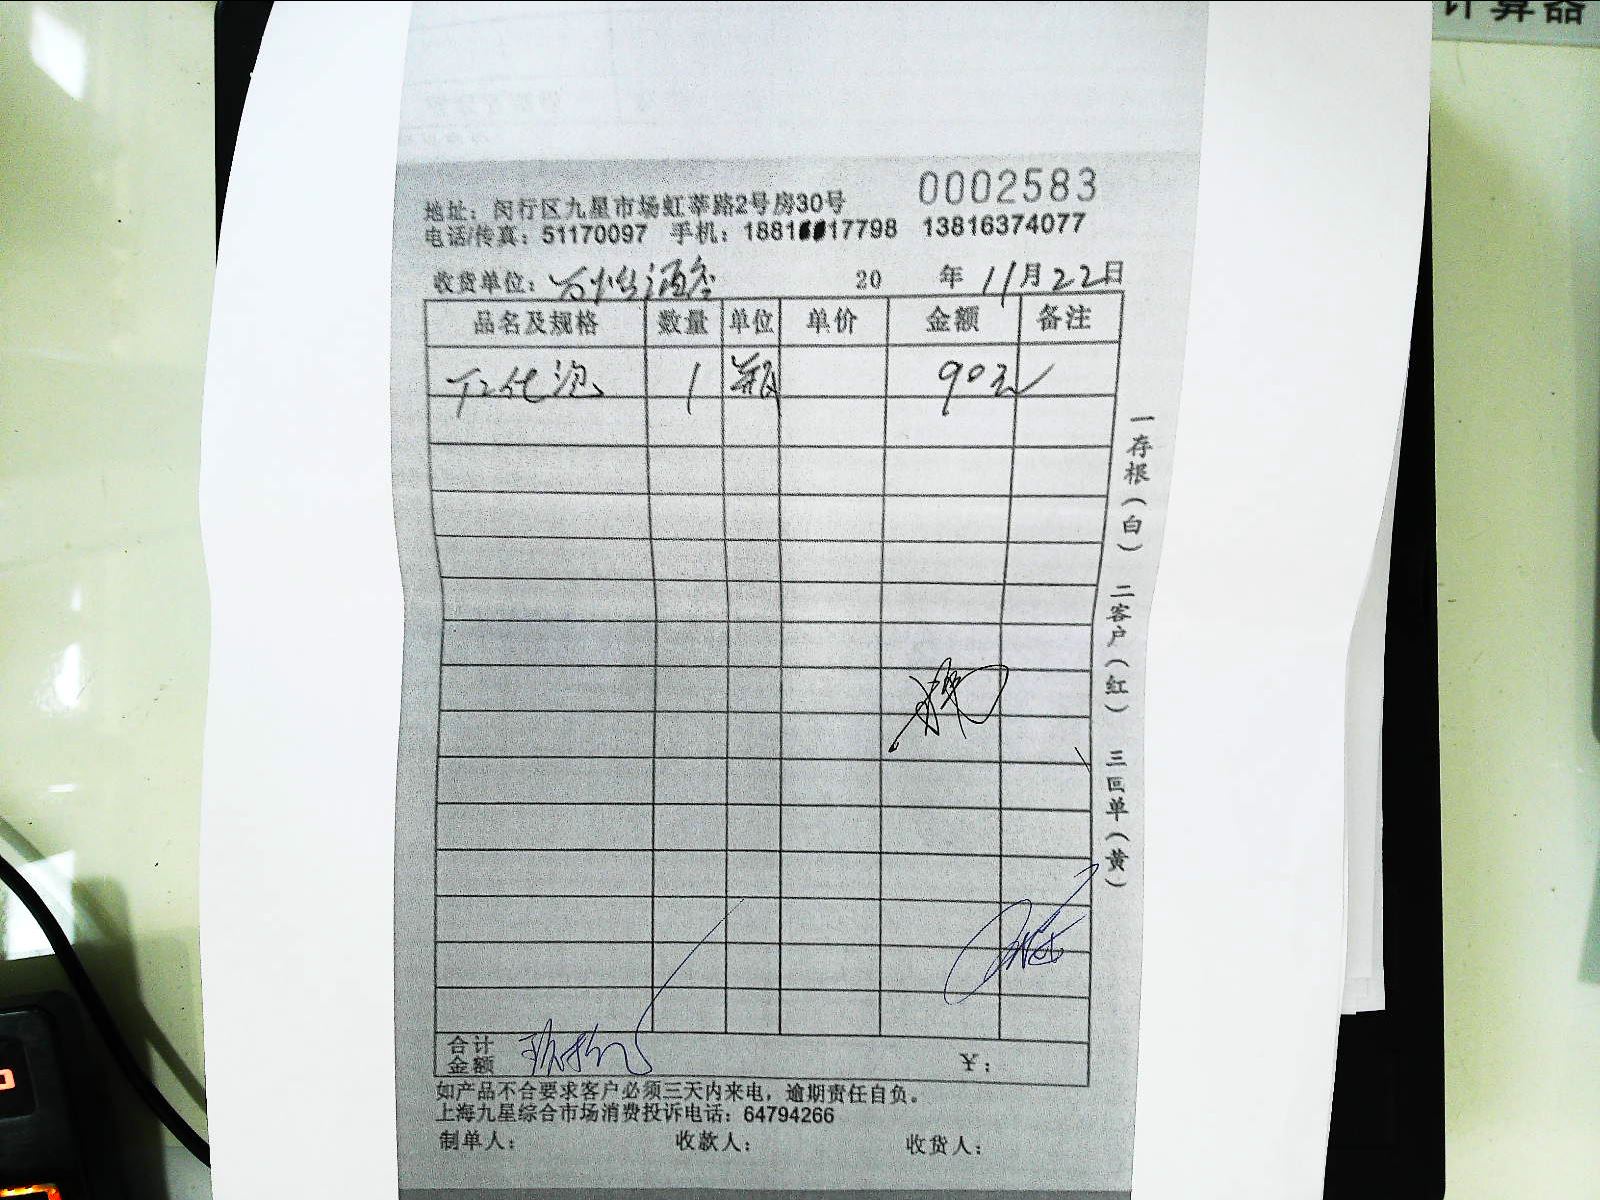 计算器
0002583
地址：闵行区九星市场虹莘路2号房30号
电话/传真：51170097 手机：1881 17798 13816374077
收货单位： 酒店 20 年 11月22日
品名及规格 数量 单位 单价 金额 备注
1 瓶 90元
一存根（白） 二客户（红） 三回单（黄）
合计金额 ￥：
如产品不合要求客户必须三天内来电，逾期责任自负。
上海九星综合市场消费投诉电话：64794266
制单人： 收款人： 收货人：